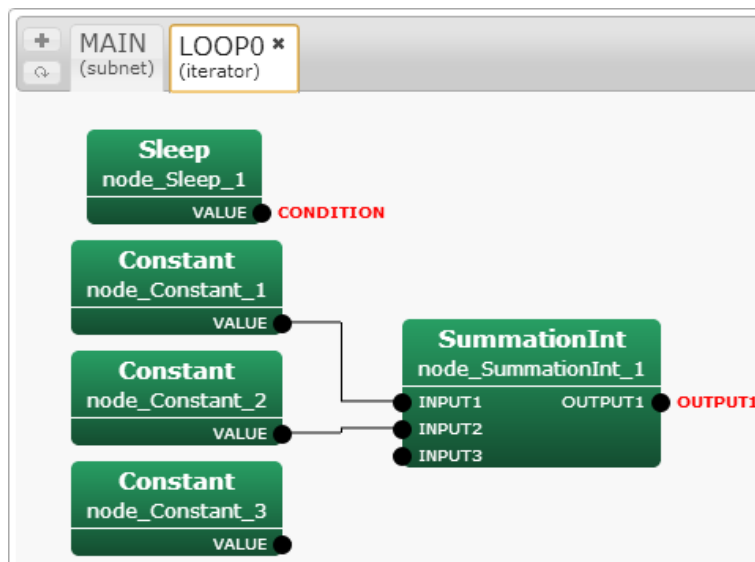 MAIN
(subnet)
LOOP0 ✖
(iterator)
Sleep
node_Sleep_1
VALUE
CONDITION
Constant
node_Constant_1
VALUE
Constant
node_Constant_2
VALUE
SummationInt
node_SummationInt_1
INPUT1 OUTPUT1
OUTPUT1
INPUT2
INPUT3
Constant
node_Constant_3
VALUE